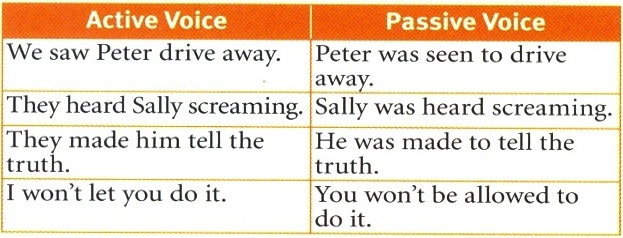 Active Voice
Passive Voice
We saw Peter drive away.
Peter was seen to drive
away.
They heard Sally screaming.
Sally was heard screaming.
They made him tell the
truth.
He was made to tell the
truth.
I won't let you do it.
You won't be allowed to
do it.